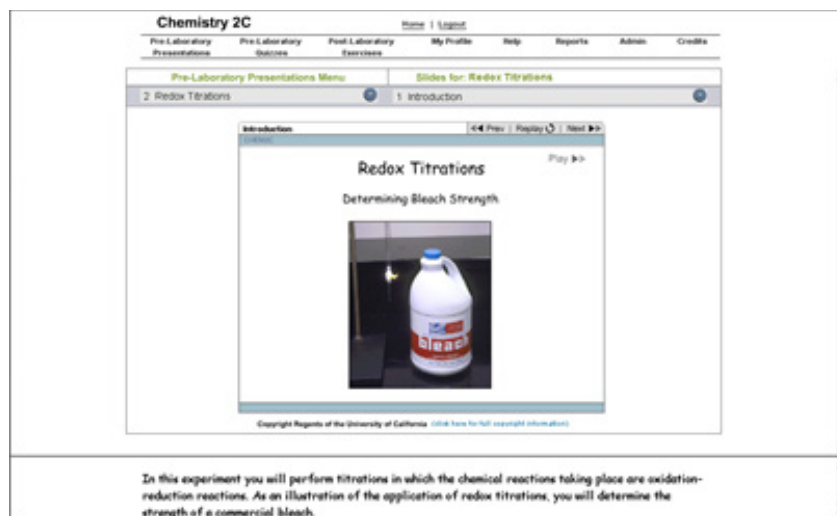 Chemistry 2C
Home | Logout
Pre-Laboratory Presentations
Pre-Laboratory Quizzes
Post-Laboratory Exercises
My Profile
Help
Reports
Admin
Credits
Pre-Laboratory Presentations Menu
Slides for: Redox Titrations
2 Redox Titrations
1 Introduction
Introduction
Prev | Replay | Next
Play
Redox Titrations
Determining Bleach Strength
bleach
Copyright Regents of the University of California (click here for full copyright information)
In this experiment you will perform titrations in which the chemical reactions taking place are oxidation-
reduction reactions. As an illustration of the application of redox titrations, you will determine the
strength of a commercial bleach.